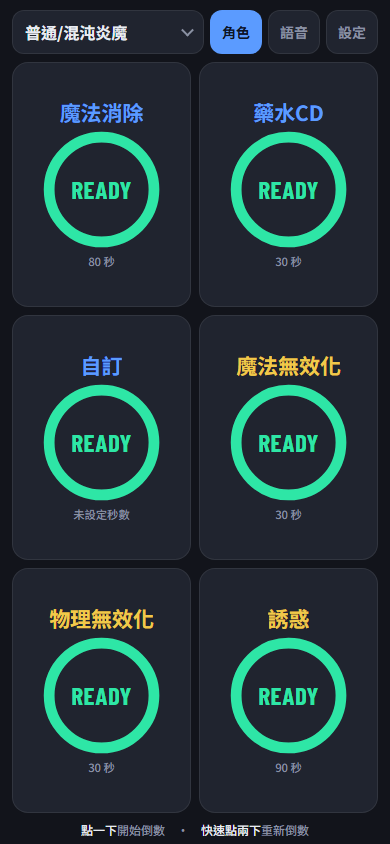 普通/混沌炎魔
角色
語音
設定
魔法消除
READY
80 秒
藥水CD
READY
30 秒
自訂
READY
未設定秒數
魔法無效化
READY
30 秒
物理無效化
READY
30 秒
誘惑
READY
90 秒
點一下開始倒數 · 快速點兩下重新倒數